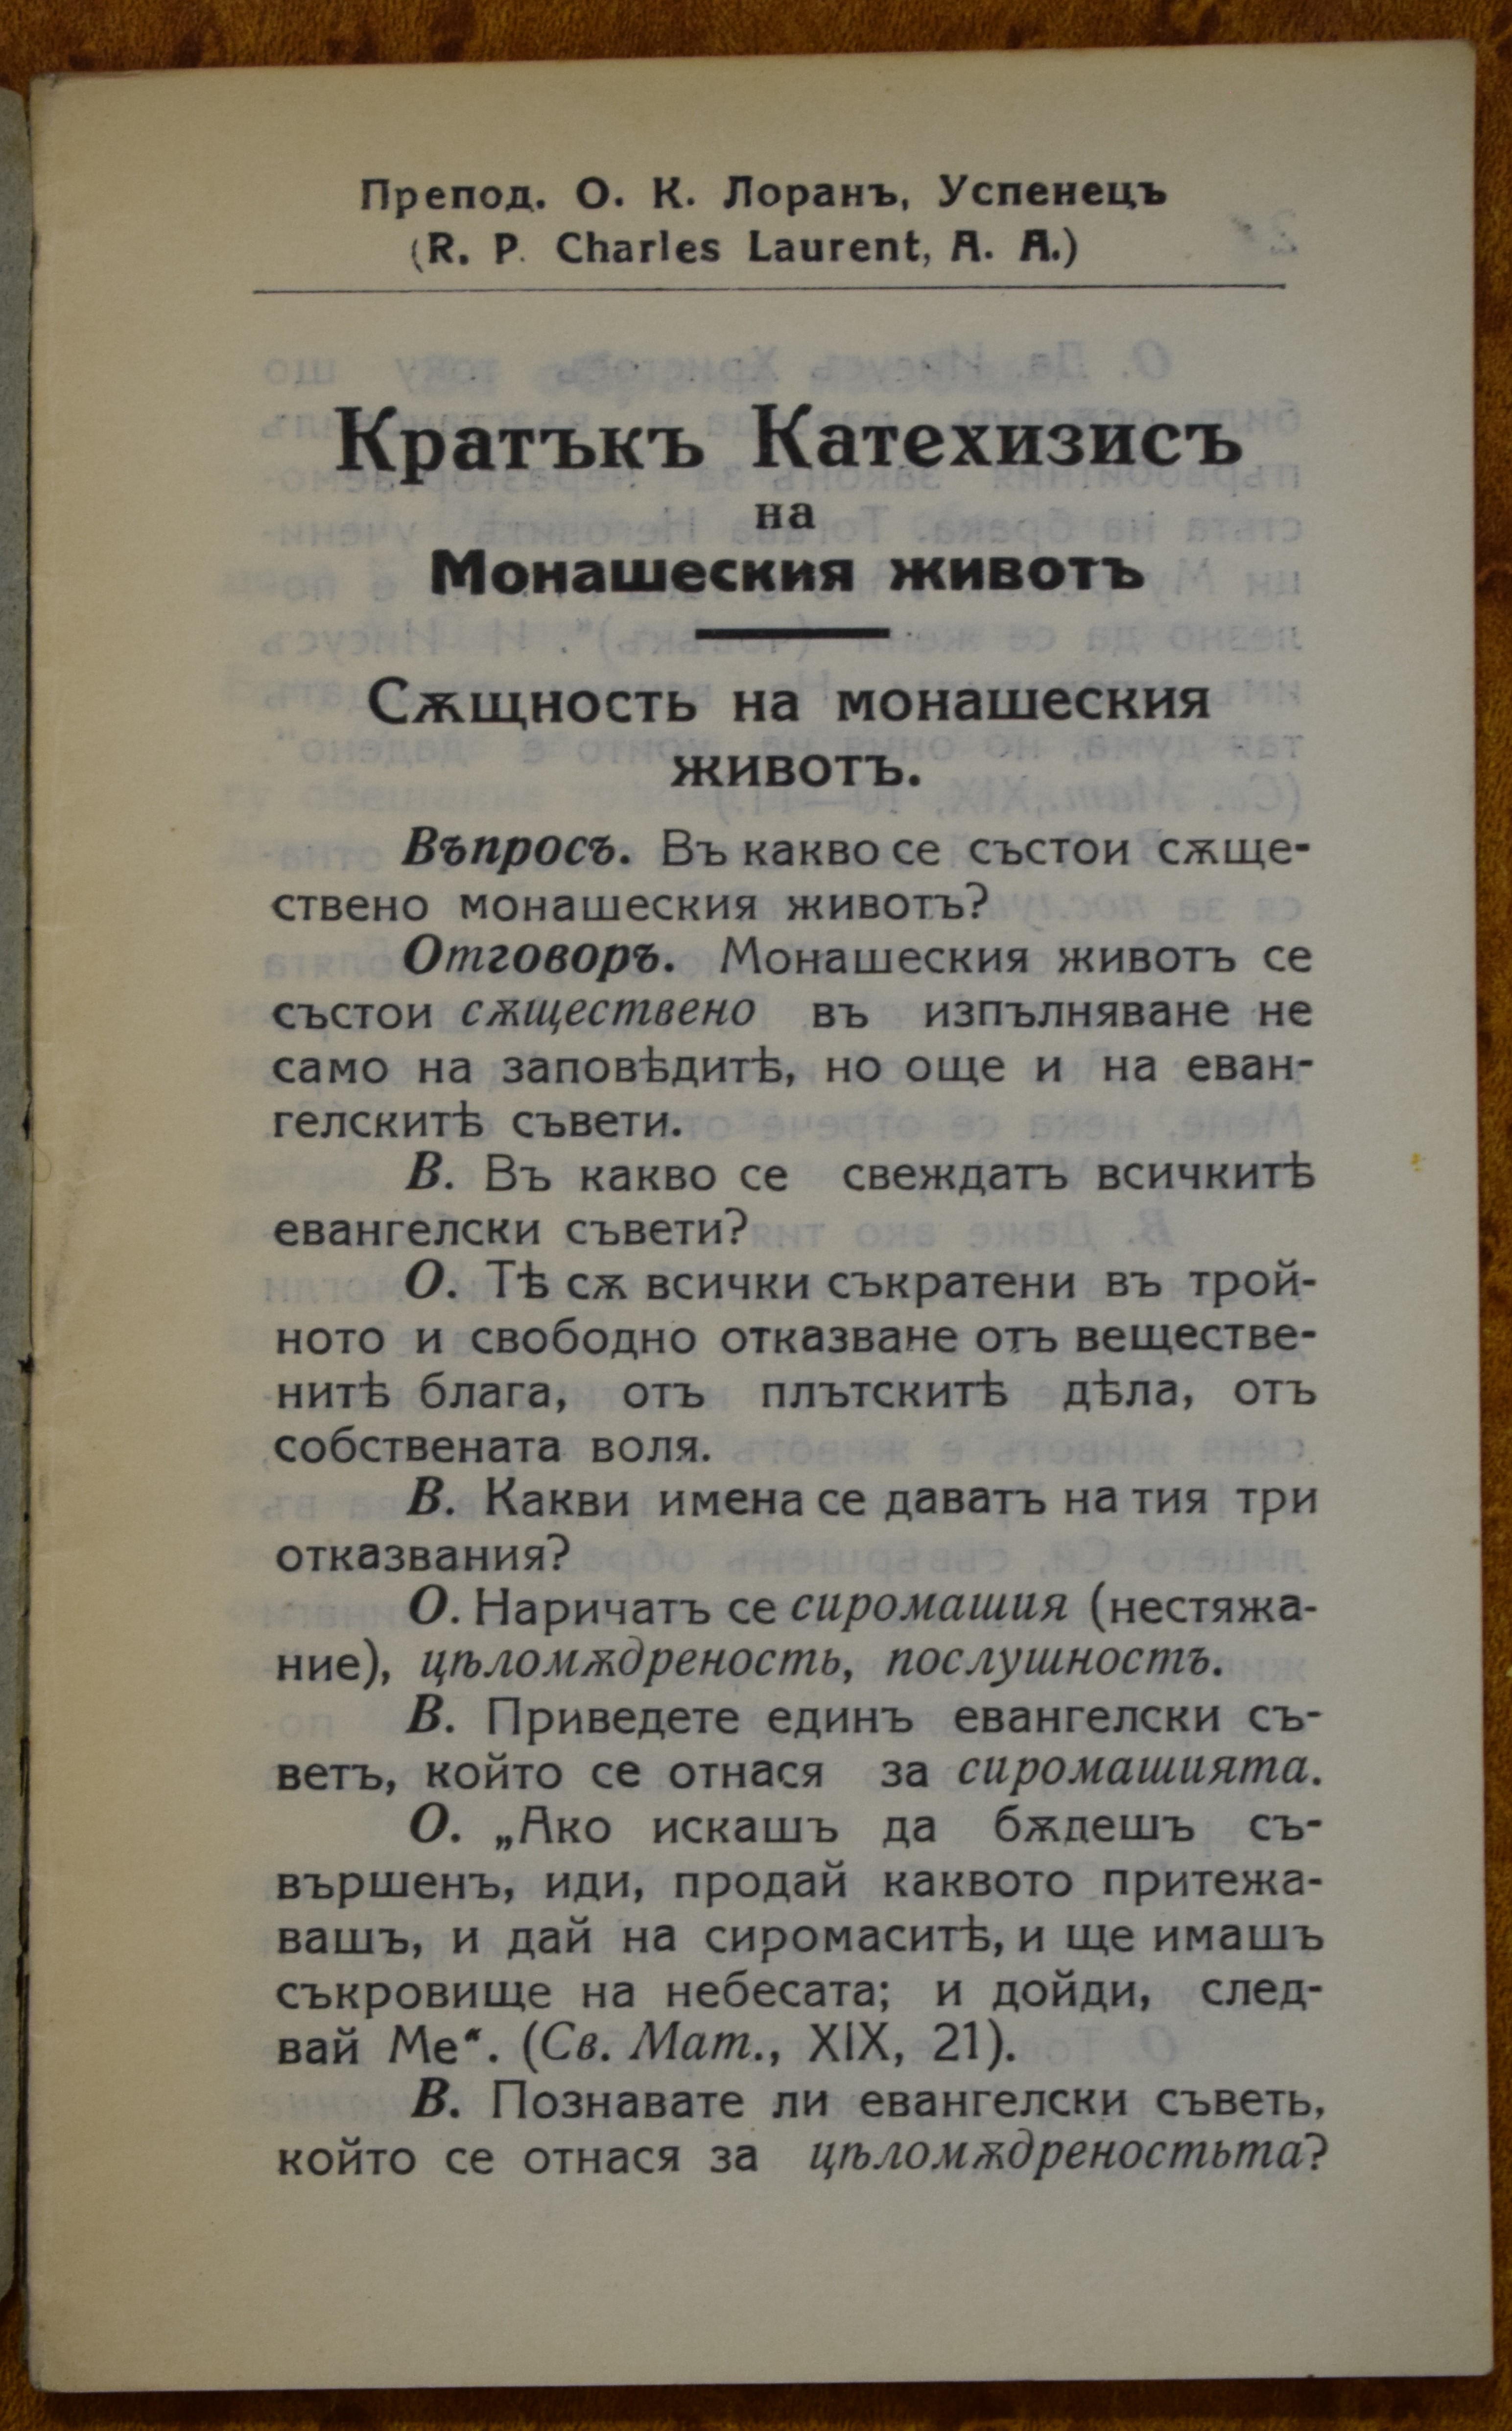 Препод. О. К. Лоранъ, Успенецъ
(R. P. Charles Laurent, A. A.)
Кратъкъ Катехизисъ
на
Монашеския животъ
Сѫщность на монашеския
животъ.
Въпросъ. Въ какво се състои сѫще-
ствено монашеския животъ?
Отговоръ. Монашеския животъ се
състои сѫществено въ изпълняване не
само на заповѣдитѣ, но още и на еван-
гелскитѣ съвети.
В. Въ какво се свеждатъ всичкитѣ
евангелски съвети?
О. Тѣ сѫ всички съкратени въ трой-
ното и свободно отказване отъ веществе-
нитѣ блага, отъ плътскитѣ дѣла, отъ
собствената воля.
В. Какви имена се даватъ на тия три
отказвания?
О. Наричатъ се сиромашия (нестяжа-
ние), цѣломѫдреность, послушность.
В. Приведете единъ евангелски съ-
ветъ, който се отнася за сиромашията.
О. „Ако искашъ да бѫдешъ съ-
вършенъ, иди, продай каквото притежа-
вашъ, и дай на сиромаситѣ, и ще имашъ
съкровище на небесата; и дойди, след-
вай Ме“. (Св. Мат., XIX, 21).
В. Познавате ли евангелски съветь,
който се отнася за цѣломѫдреностьта?